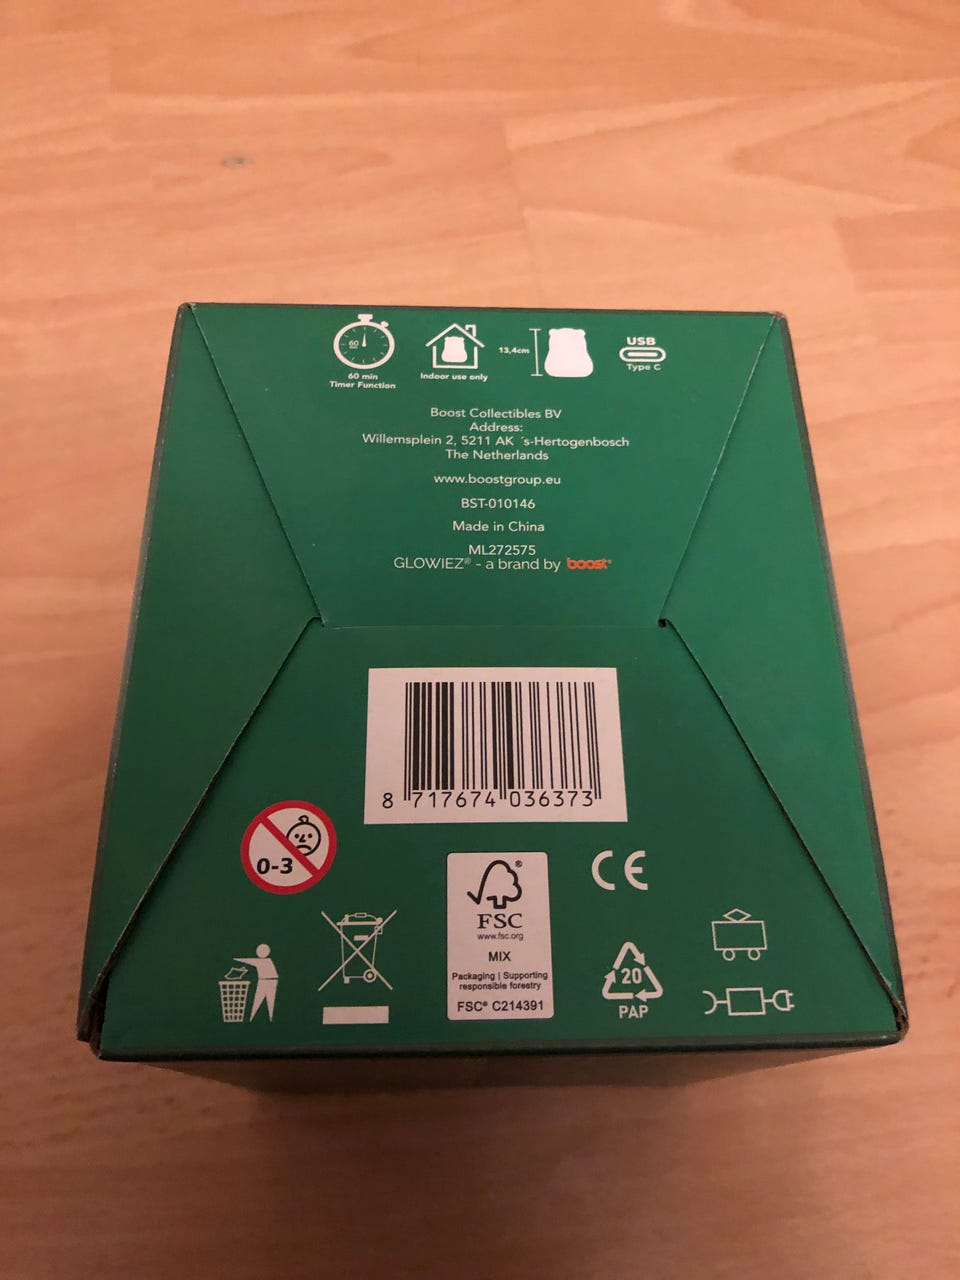 60
min
60 min
Timer Function
Indoor use only
13,4cm
USB
Type C
Boost Collectibles BV
Address:
Willemsplein 2, 5211 AK ´s-Hertogenbosch
The Netherlands
www.boostgroup.eu
BST-010146
Made in China
ML272575
GLOWIEZ® - a brand by boost®
8 717674 036373
0-3
CE
FSC®
www.fsc.org
MIX
Packaging | Supporting
responsible forestry
FSC® C214391
20
PAP